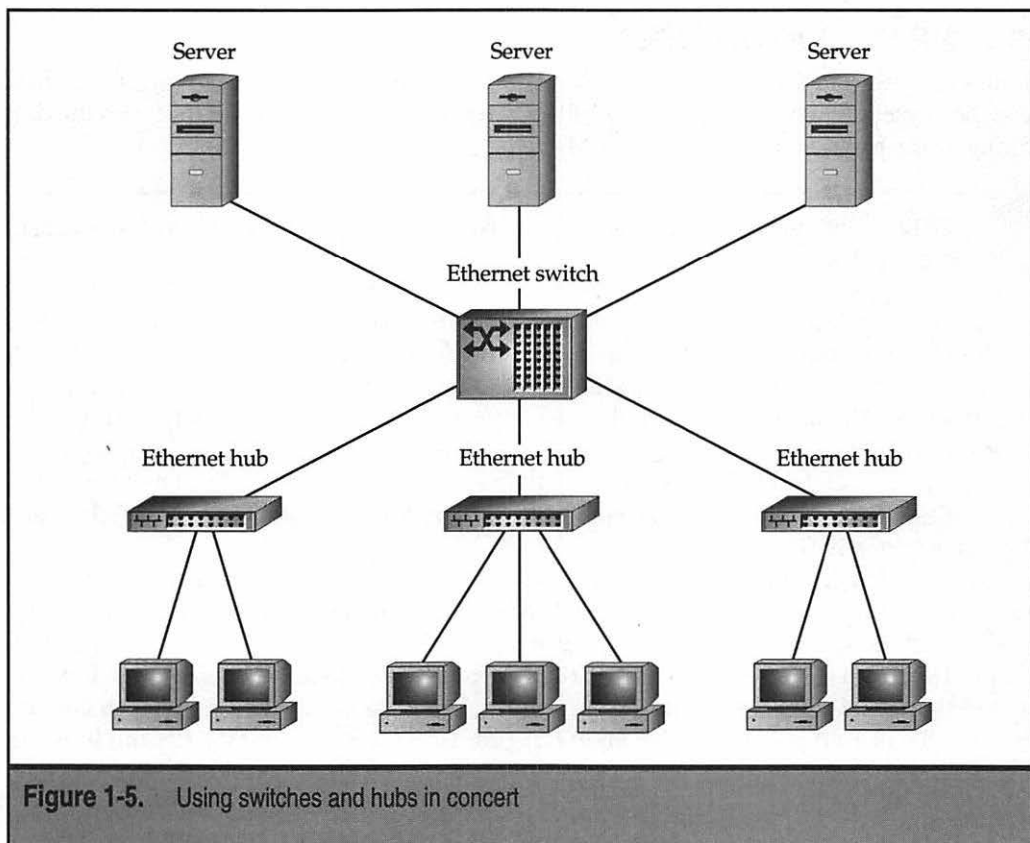 Server Server Server
Ethernet switch
Ethernet hub Ethernet hub Ethernet hub
Figure 1-5. Using switches and hubs in concert